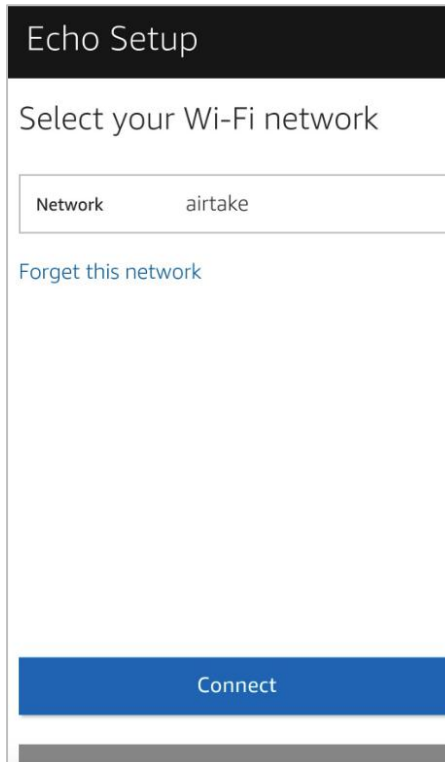 Echo Setup
Select your Wi-Fi network
Network airtake
Forget this network
Connect